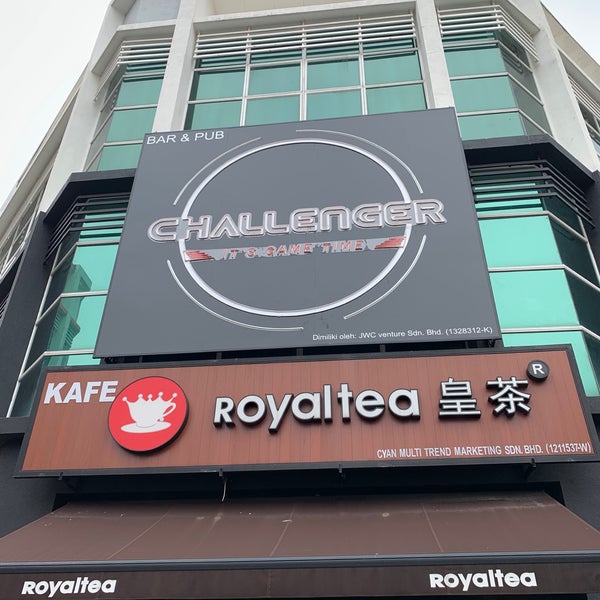 BAR & PUB
CHALLENGER
IT'S GAME TIME
Dimiliki oleh: JWC venture Sdn. Bhd. (1328312-K)
KAFE
Royaltea 皇茶 ®
CYAN MULTI TREND MARKETING SDN. BHD. (1211537-W)
Royaltea
Royaltea